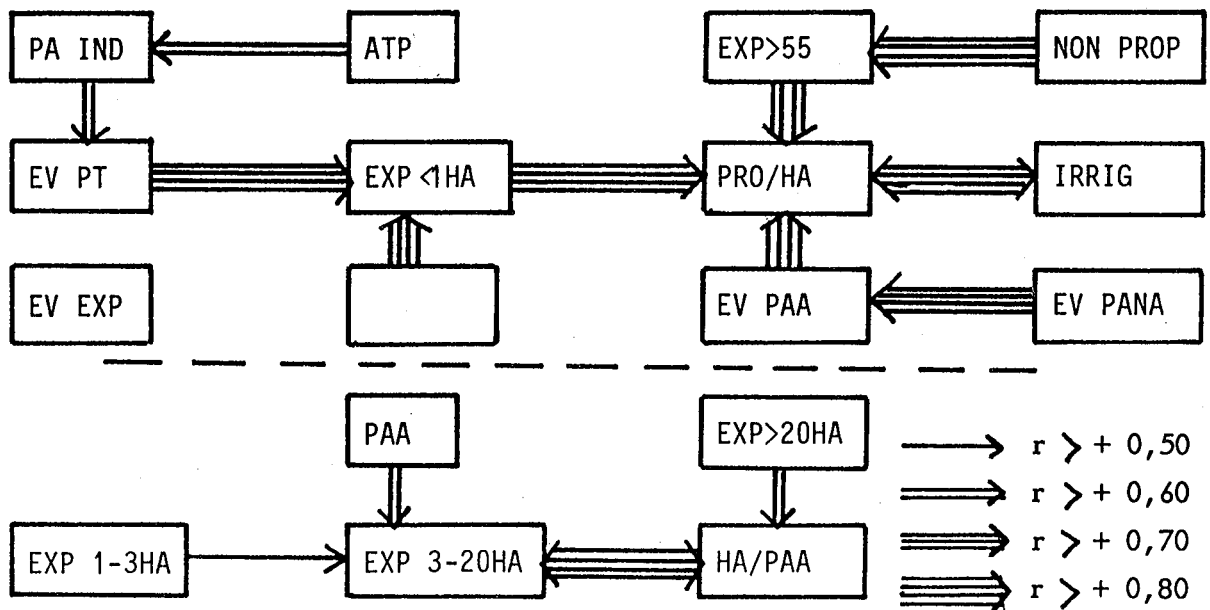 PA IND
ATP
EXP>55
NON PROP
EV PT
EXP <1HA
PRO/HA
IRRIG
EV EXP
EV PAA
EV PANA
PAA
EXP>20HA
r > + 0,50
r > + 0,60
EXP 1-3HA
EXP 3-20HA
HA/PAA
r > + 0,70
r > + 0,80